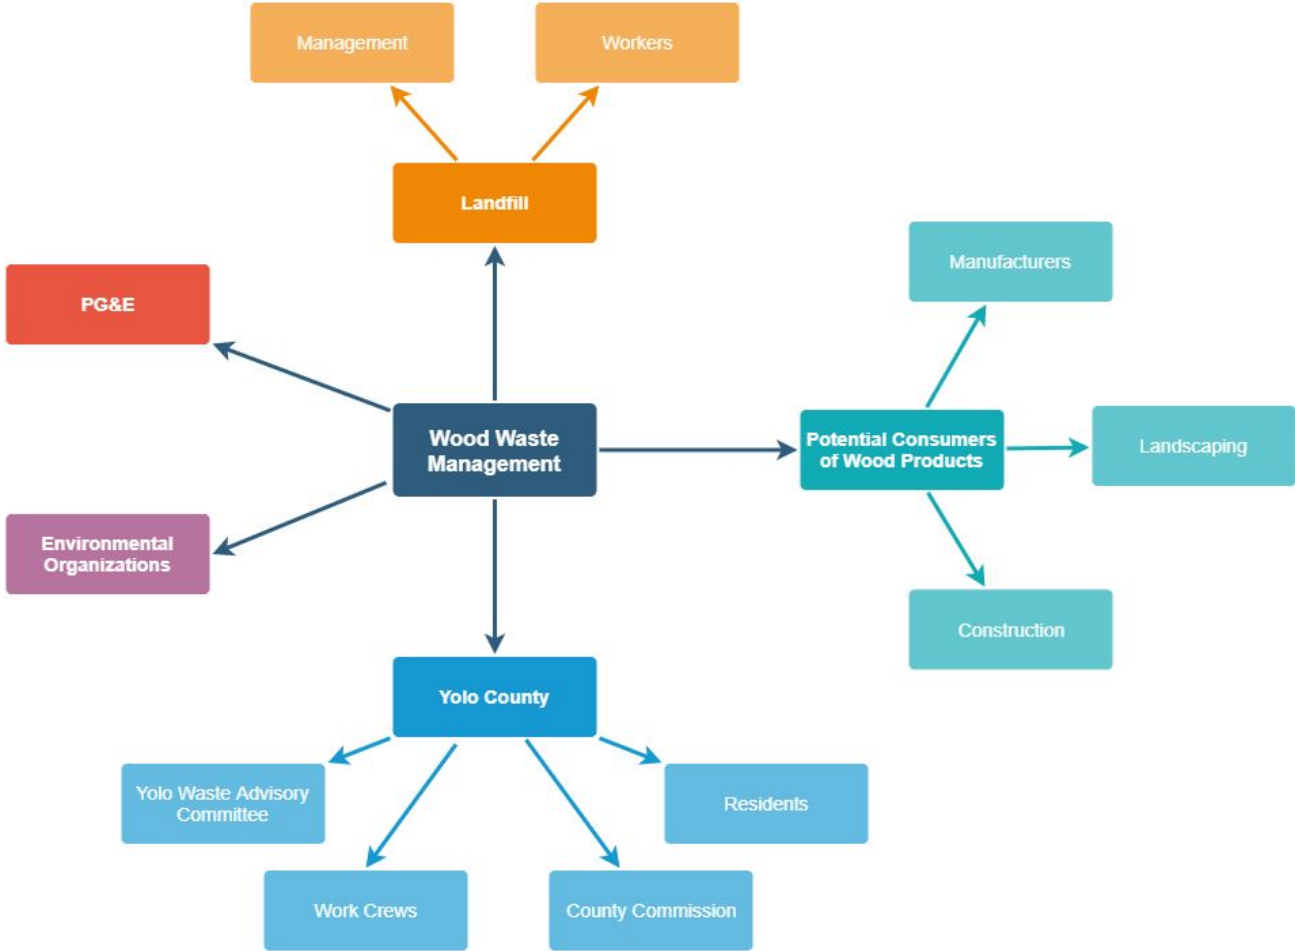 Management
Workers
Landfill
Manufacturers
PG&E
Wood Waste
Management
Potential Consumers
of Wood Products
Landscaping
Environmental
Organizations
Construction
Yolo County
Yolo Waste Advisory
Committee
Residents
Work Crews
County Commission